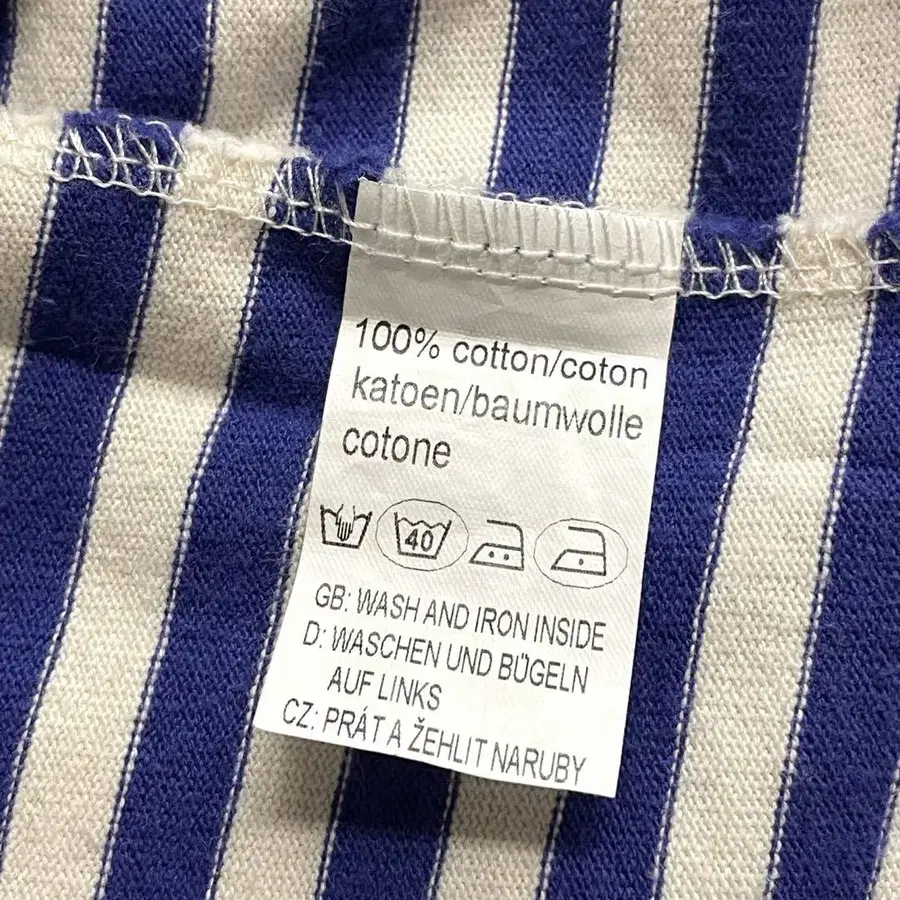 100% cotton/coton
katoen/baumwolle
cotone
40
GB: WASH AND IRON INSIDE
D: WASCHEN UND BÜGELN
AUF LINKS
CZ: PRÁT A ŽEHLIT NARUBY